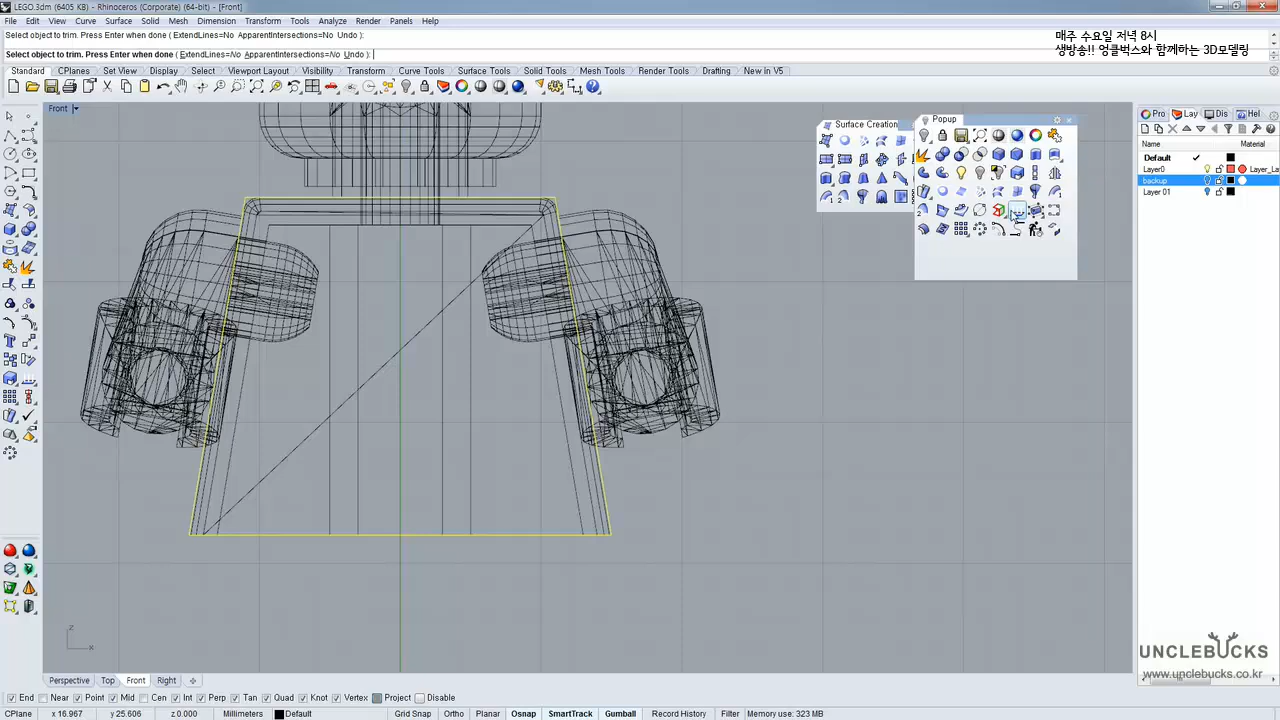 LEGO.3dm (6405 KB) - Rhinoceros (Corporate) (64-bit) - [Front]
File Edit View Curve Surface Solid Mesh Dimension Transform Tools Analyze Render Panels Help
Select object to trim. Press Enter when done ( ExtendLines=No ApparentIntersections=No Undo ):
Select object to trim. Press Enter when done ( ExtendLines=No ApparentIntersections=No Undo ):
매주 수요일 저녁 8시
생방송!! 엉클벅스와 함께하는 3D모델링
Standard CPlanes Set View Display Select Viewport Layout Visibility Transform Curve Tools Surface Tools Solid Tools Mesh Tools Render Tools Drafting New in V5
Front
Surface Creation
Popup
Pro Lay Dis Hel
Name Material
Default
Layer0 Layer_La
backup
Layer 01
z
x
UNCLEBUCKS
www.unclebucks.co.kr
Perspective Top Front Right
End Near Point Mid Cen Int Perp Tan Quad Knot Vertex Project Disable
CPlane x 16.967 y 25.606 z 0.000 Millimeters Default Grid Snap Ortho Planar Osnap SmartTrack Gumball Record History Filter Memory use: 323 MB